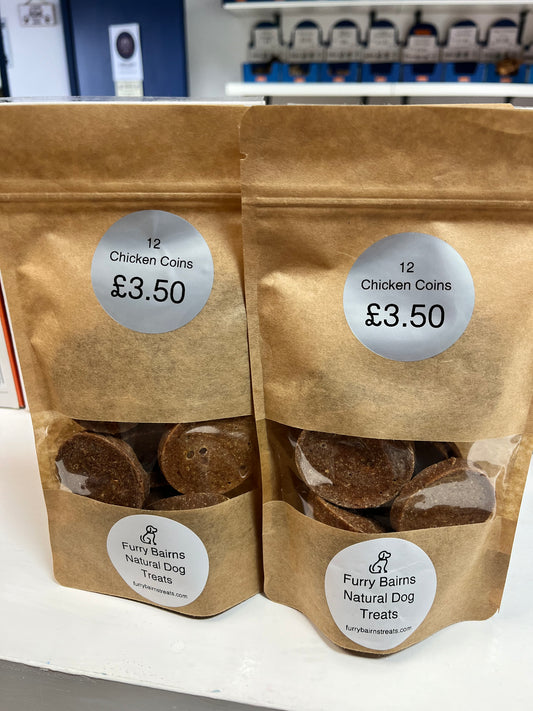 12
Chicken Coins
£3.50
Furry Bairns
Natural Dog
Treats
furrybairnstreats.com
12
Chicken Coins
£3.50
Furry Bairns
Natural Dog
Treats
furrybairnstreats.com